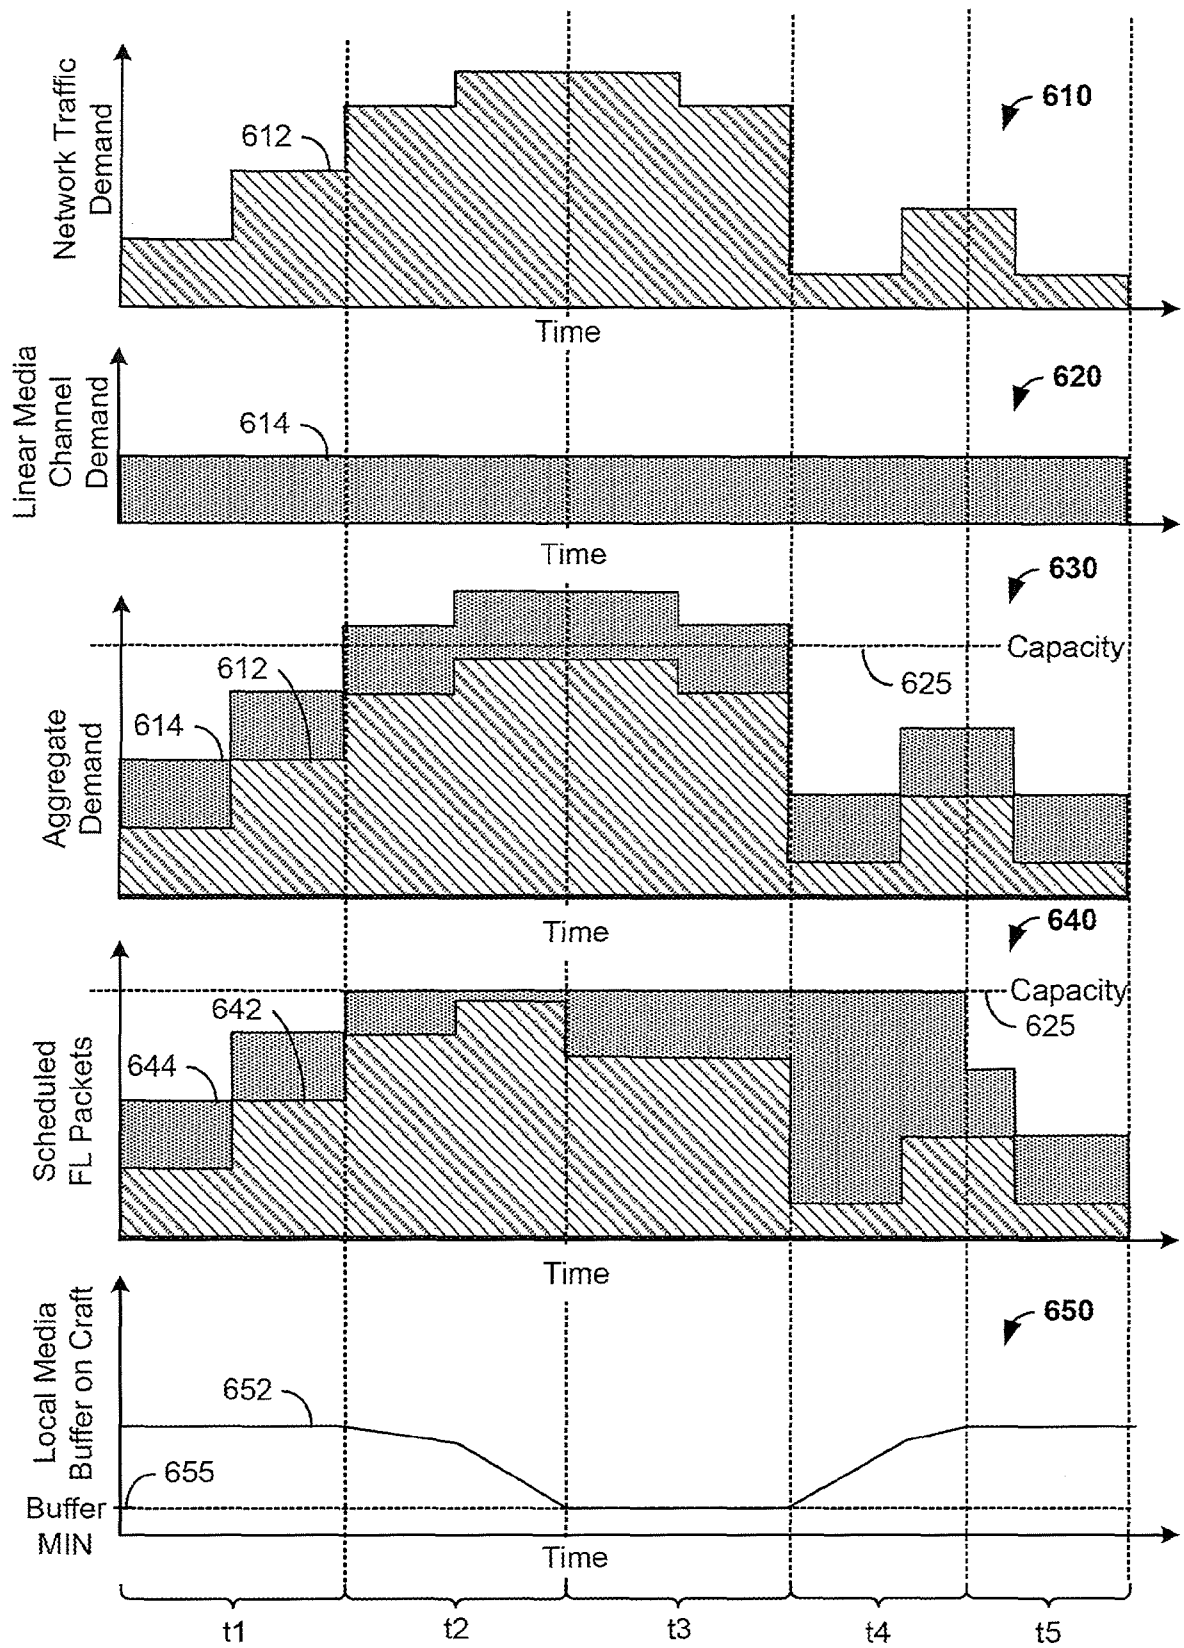 Network Traffic
Demand
612
610
Time
Linear Media
Channel
Demand
614
620
Time
Aggregate
Demand
614
612
630
Capacity
625
Time
Scheduled
FL Packets
644
642
640
Capacity
625
Time
Local Media
Buffer on Craft
652
650
655
Buffer
MIN
Time
t1
t2
t3
t4
t5